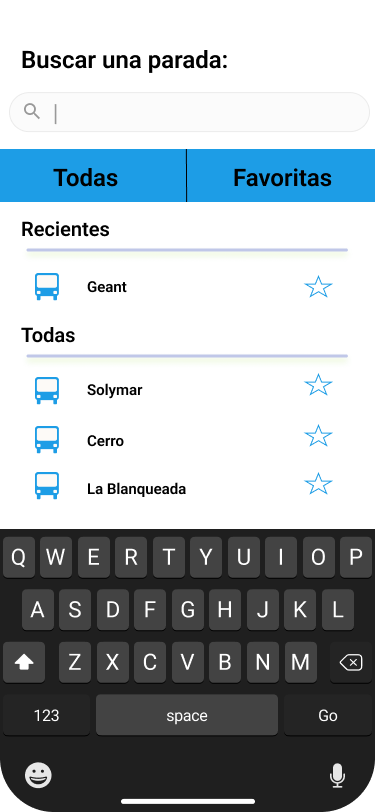 Buscar una parada:
Todas Favoritas
Recientes
Geant
Todas
Solymar
Cerro
La Blanqueada
Q W E R T Y U I O P
A S D F G H J K L
Z X C V B N M
123 space Go